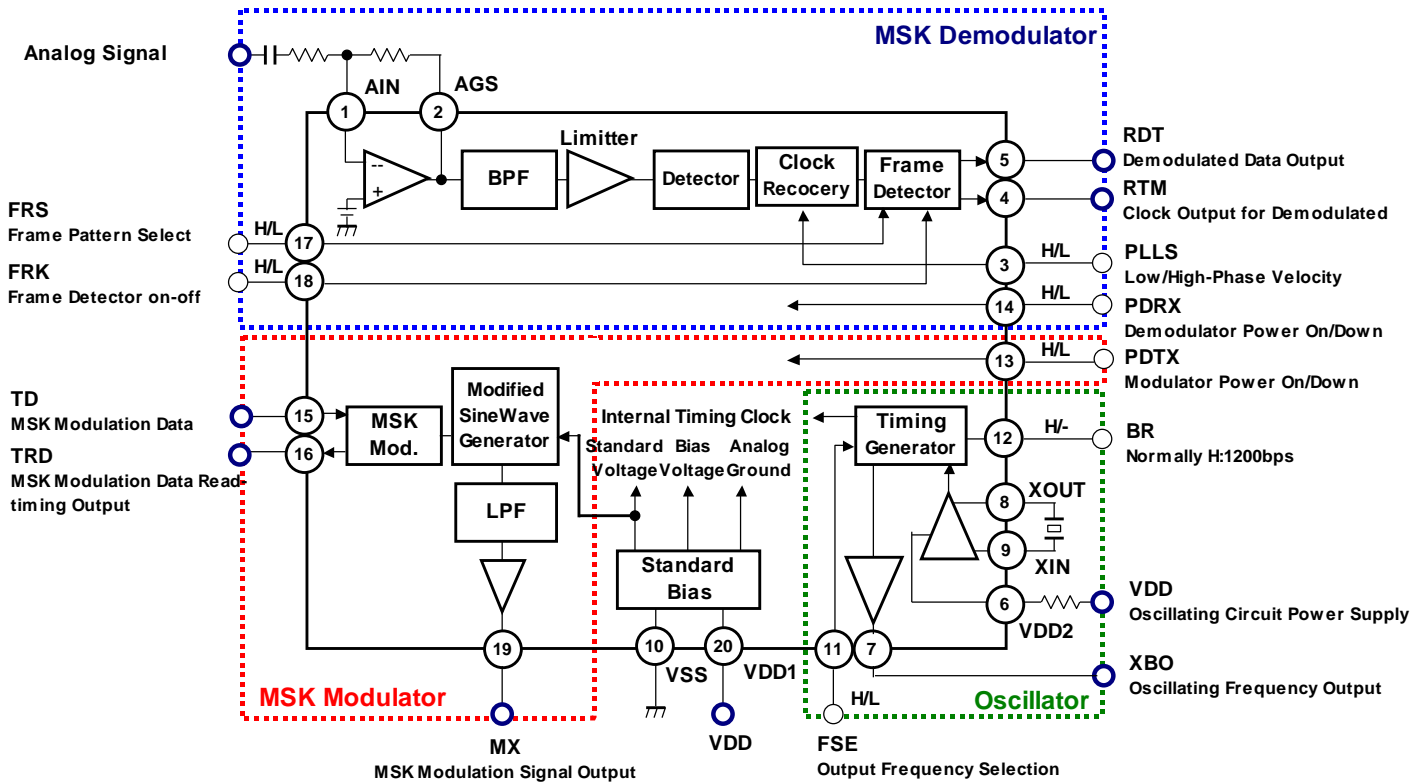 MSK Demodulator
Analog Signal
AIN
AGS
1
2
Limitter
--
+
BPF
Detector
Clock
Recocery
Frame
Detector
5
RDT
Demodulated Data Output
4
RTM
Clock Output for Demodulated
FRS
Frame Pattern Select
H/L
17
FRK
Frame Detector on-off
H/L
18
3
H/L
PLLS
Low/High-Phase Velocity
14
H/L
PDRX
Demodulator Power On/Down
13
H/L
PDTX
Modulator Power On/Down
TD
MSK Modulation Data
15
TRD
MSK Modulation Data Read-
timing Output
16
MSK
Mod.
Modified
SineWave
Generator
LPF
Internal Timing Clock
Standard
Voltage
Bias
Voltage
Analog
Ground
Standard
Bias
Timing
Generator
12
H/-
BR
Normally H:1200bps
8
XOUT
9
XIN
6
VDD2
VDD
Oscillating Circuit Power Supply
19
10
VSS
20
VDD1
11
7
H/L
XBO
Oscillating Frequency Output
MSK Modulator
Oscillator
MX
MSK Modulation Signal Output
VDD
FSE
Output Frequency Selection